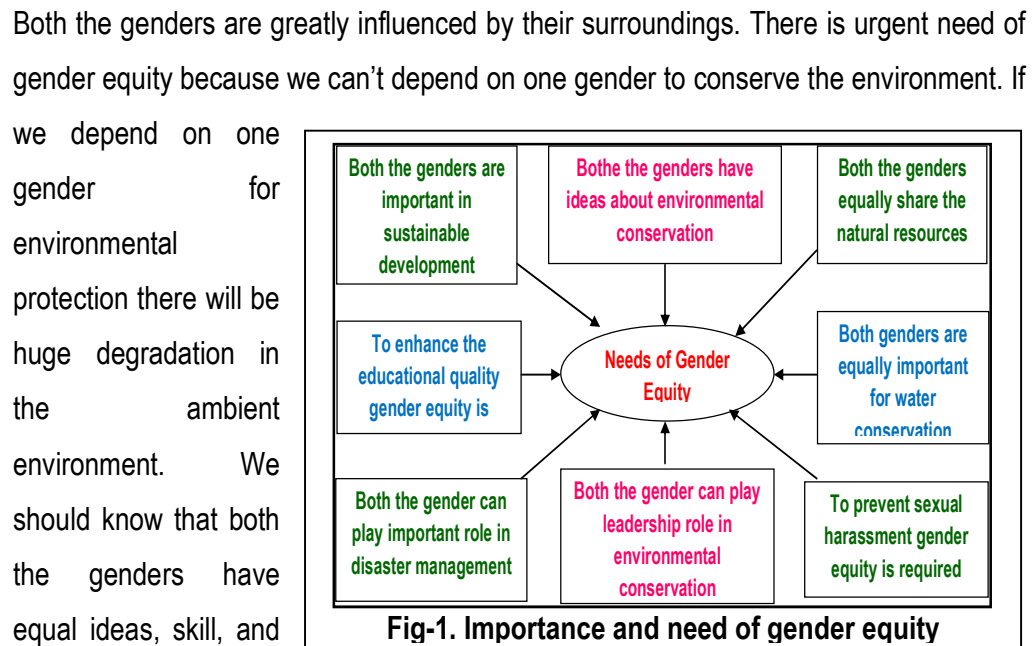 Both the genders are greatly influenced by their surroundings. There is urgent need of
gender equity because we can’t depend on one gender to conserve the environment. If
we depend on one
gender for
environmental
protection there will be
huge degradation in
the ambient
environment. We
should know that both
the genders have
equal ideas, skill, and
Both the genders are
important in
sustainable
development
Bothe the genders have
ideas about environmental
conservation
Both the genders
equally share the
natural resources
To enhance the
educational quality
gender equity is
Needs of Gender
Equity
Both genders are
equally important
for water
conservation
Both the gender can
play important role in
disaster management
Both the gender can play
leadership role in
environmental
conservation
To prevent sexual
harassment gender
equity is required
Fig-1. Importance and need of gender equity